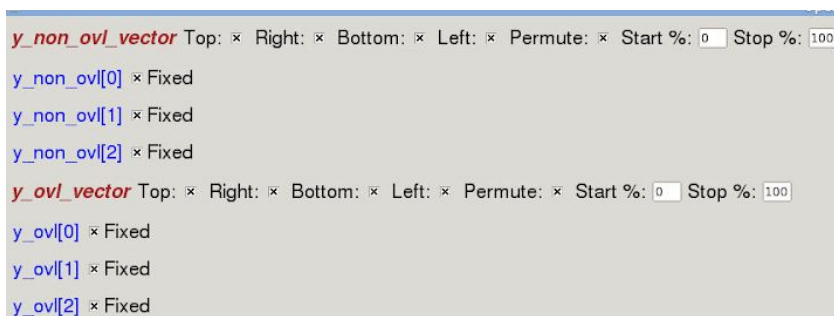 y_non_ovl_vector Top: Right: Bottom: Left: Permute: Start %: 0 Stop %: 100
y_non_ovl[0] Fixed
y_non_ovl[1] Fixed
y_non_ovl[2] Fixed
y_ovl_vector Top: Right: Bottom: Left: Permute: Start %: 0 Stop %: 100
y_ovl[0] Fixed
y_ovl[1] Fixed
y_ovl[2] Fixed